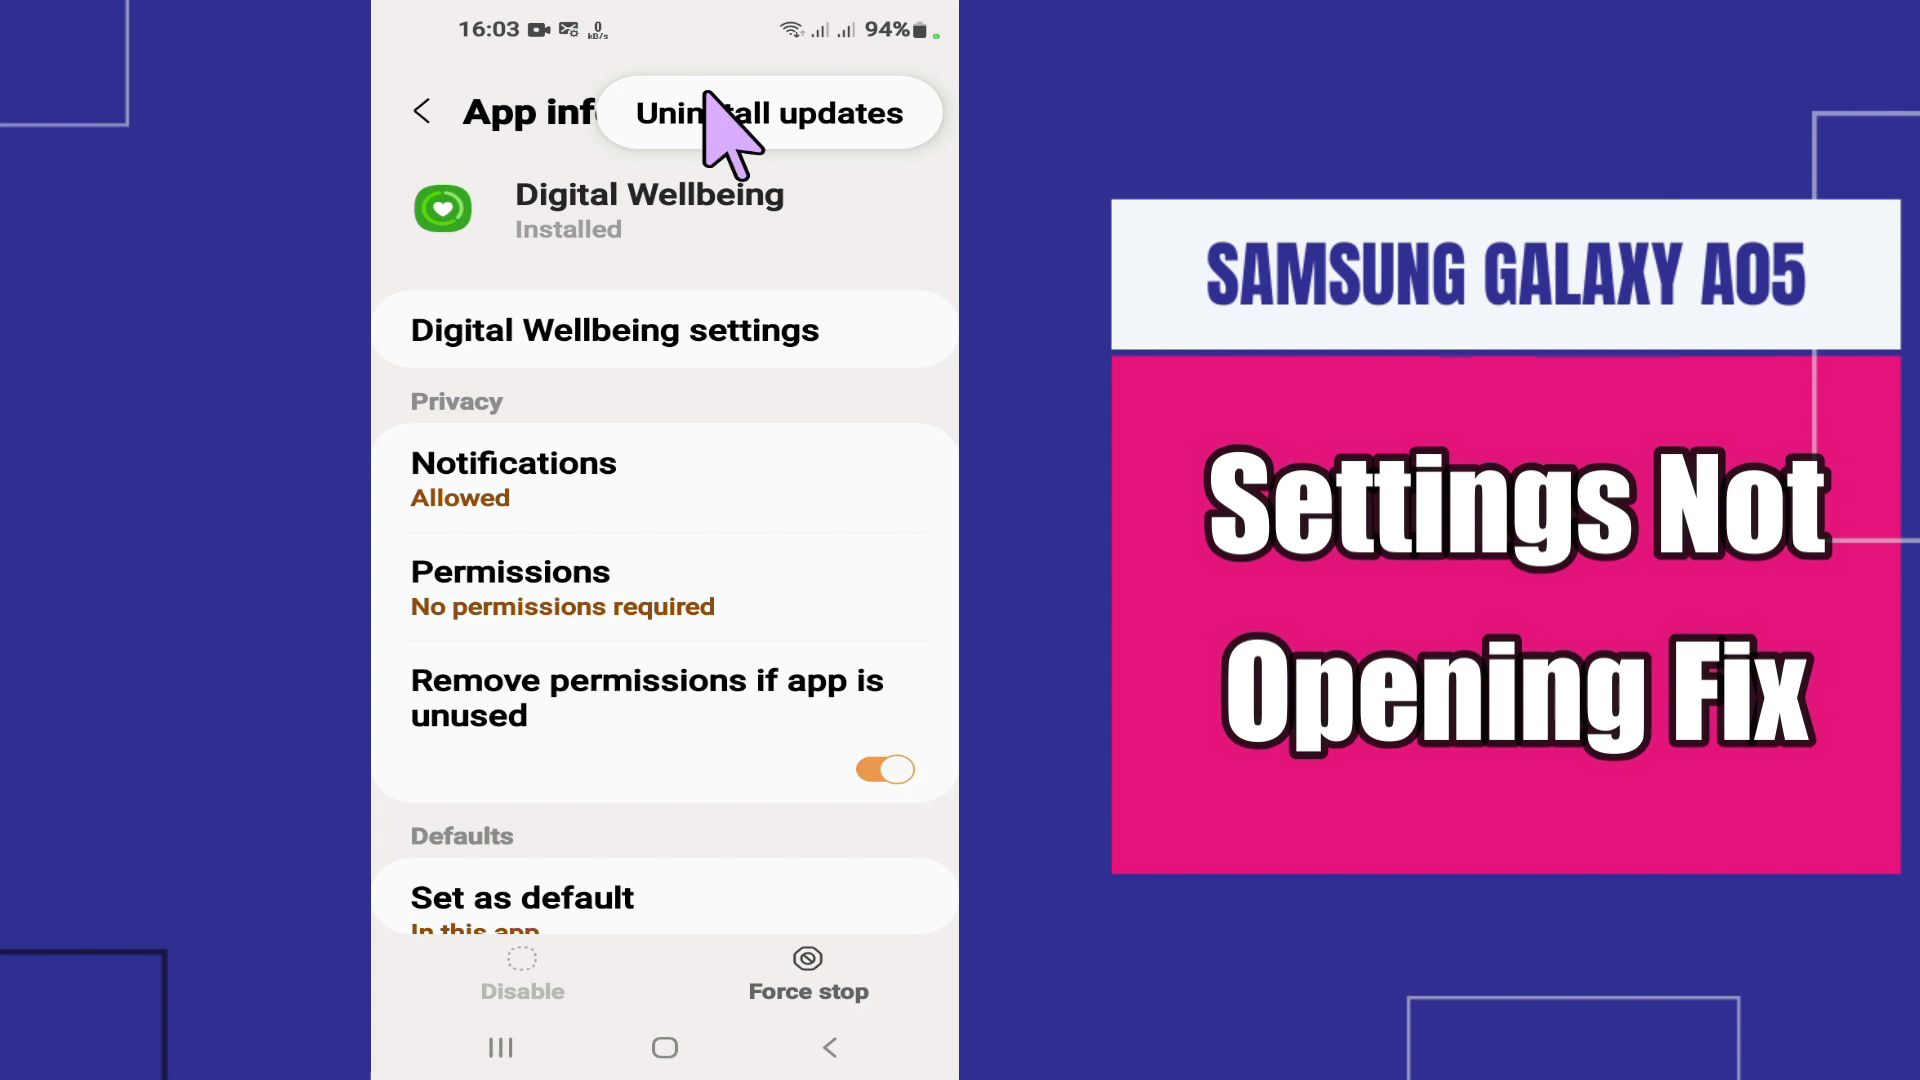 16:03 0 kB/s 94%
App inf
Uninstall updates
Digital Wellbeing
Installed
Digital Wellbeing settings
Privacy
Notifications
Allowed
Permissions
No permissions required
Remove permissions if app is
unused
Defaults
Set as default
In this app
Disable Force stop
SAMSUNG GALAXY A05
Settings Not
Opening Fix